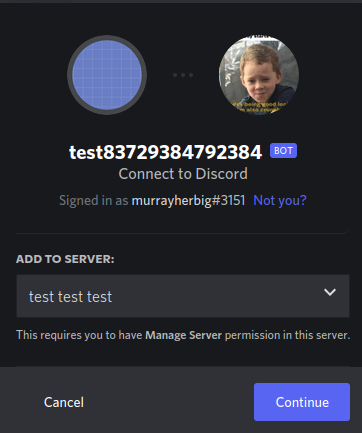 test83729384792384 BOT
Connect to Discord
Signed in as murrayherbig#3151 Not you?
ADD TO SERVER:
test test test
This requires you to have Manage Server permission in this server.
Cancel Continue